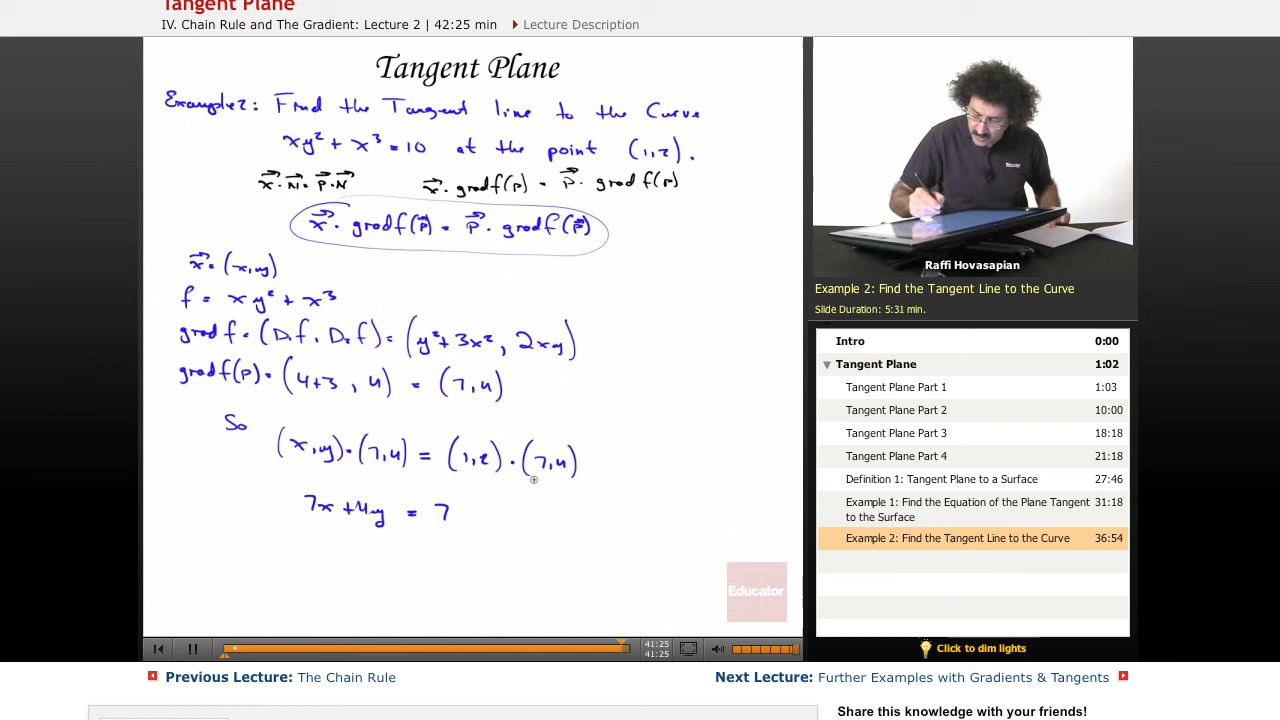 Tangent Plane
IV. Chain Rule and The Gradient: Lecture 2 | 42:25 min
Lecture Description
Tangent Plane
Example 2: Find the Tangent line to the Curve
xy² + x³ = 10 at the point (1,2).
x⃗ · N⃗ = P⃗ · N⃗ x⃗ · grad f(p) = P⃗ · grad f(p)
x⃗ · grad f(p⃗) = P⃗ · grad f(p⃗)
x⃗ = (x,y)
f = xy² + x³
grad f = (D₁f, D₂f) = (y² + 3x², 2xy)
grad f(p) = (4+3, 4) = (7,4)
So
(x,y) · (7,4) = (1,2) · (7,4)
7x + 4y = 7
Educator
Raffi Hovasapian
Example 2: Find the Tangent Line to the Curve
Slide Duration: 5:31 min.
Intro 0:00
Tangent Plane 1:02
Tangent Plane Part 1 1:03
Tangent Plane Part 2 10:00
Tangent Plane Part 3 18:18
Tangent Plane Part 4 21:18
Definition 1: Tangent Plane to a Surface 27:46
Example 1: Find the Equation of the Plane Tangent 31:18
to the Surface
Example 2: Find the Tangent Line to the Curve 36:54
41:25
41:25
Click to dim lights
Previous Lecture: The Chain Rule
Next Lecture: Further Examples with Gradients & Tangents
Share this knowledge with your friends!